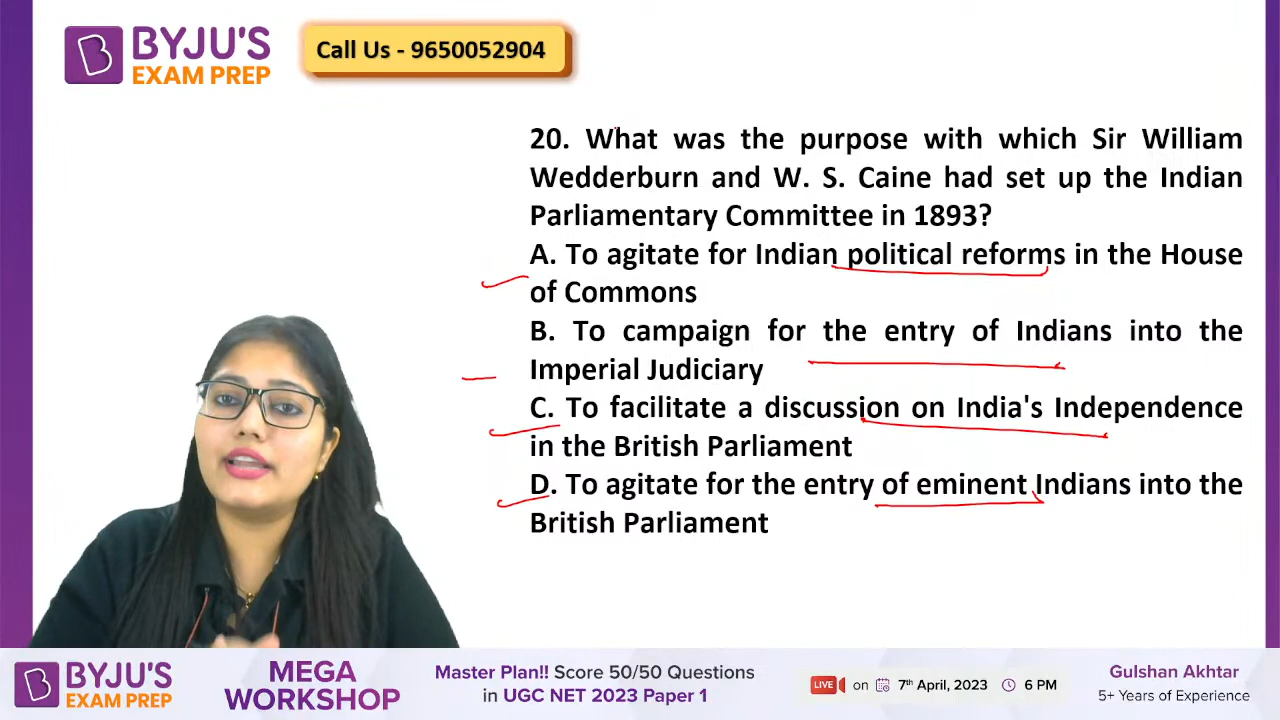 BYJU'S
EXAM PREP
Call Us - 9650052904
20. What was the purpose with which Sir William
Wedderburn and W. S. Caine had set up the Indian
Parliamentary Committee in 1893?
A. To agitate for Indian political reforms in the House
of Commons
B. To campaign for the entry of Indians into the
Imperial Judiciary
C. To facilitate a discussion on India's Independence
in the British Parliament
D. To agitate for the entry of eminent Indians into the
British Parliament
BYJU'S
EXAM PREP
MEGA
WORKSHOP
Master Plan!! Score 50/50 Questions
in UGC NET 2023 Paper 1
LIVE on 7th April, 2023 6 PM
Gulshan Akhtar
5+ Years of Experience